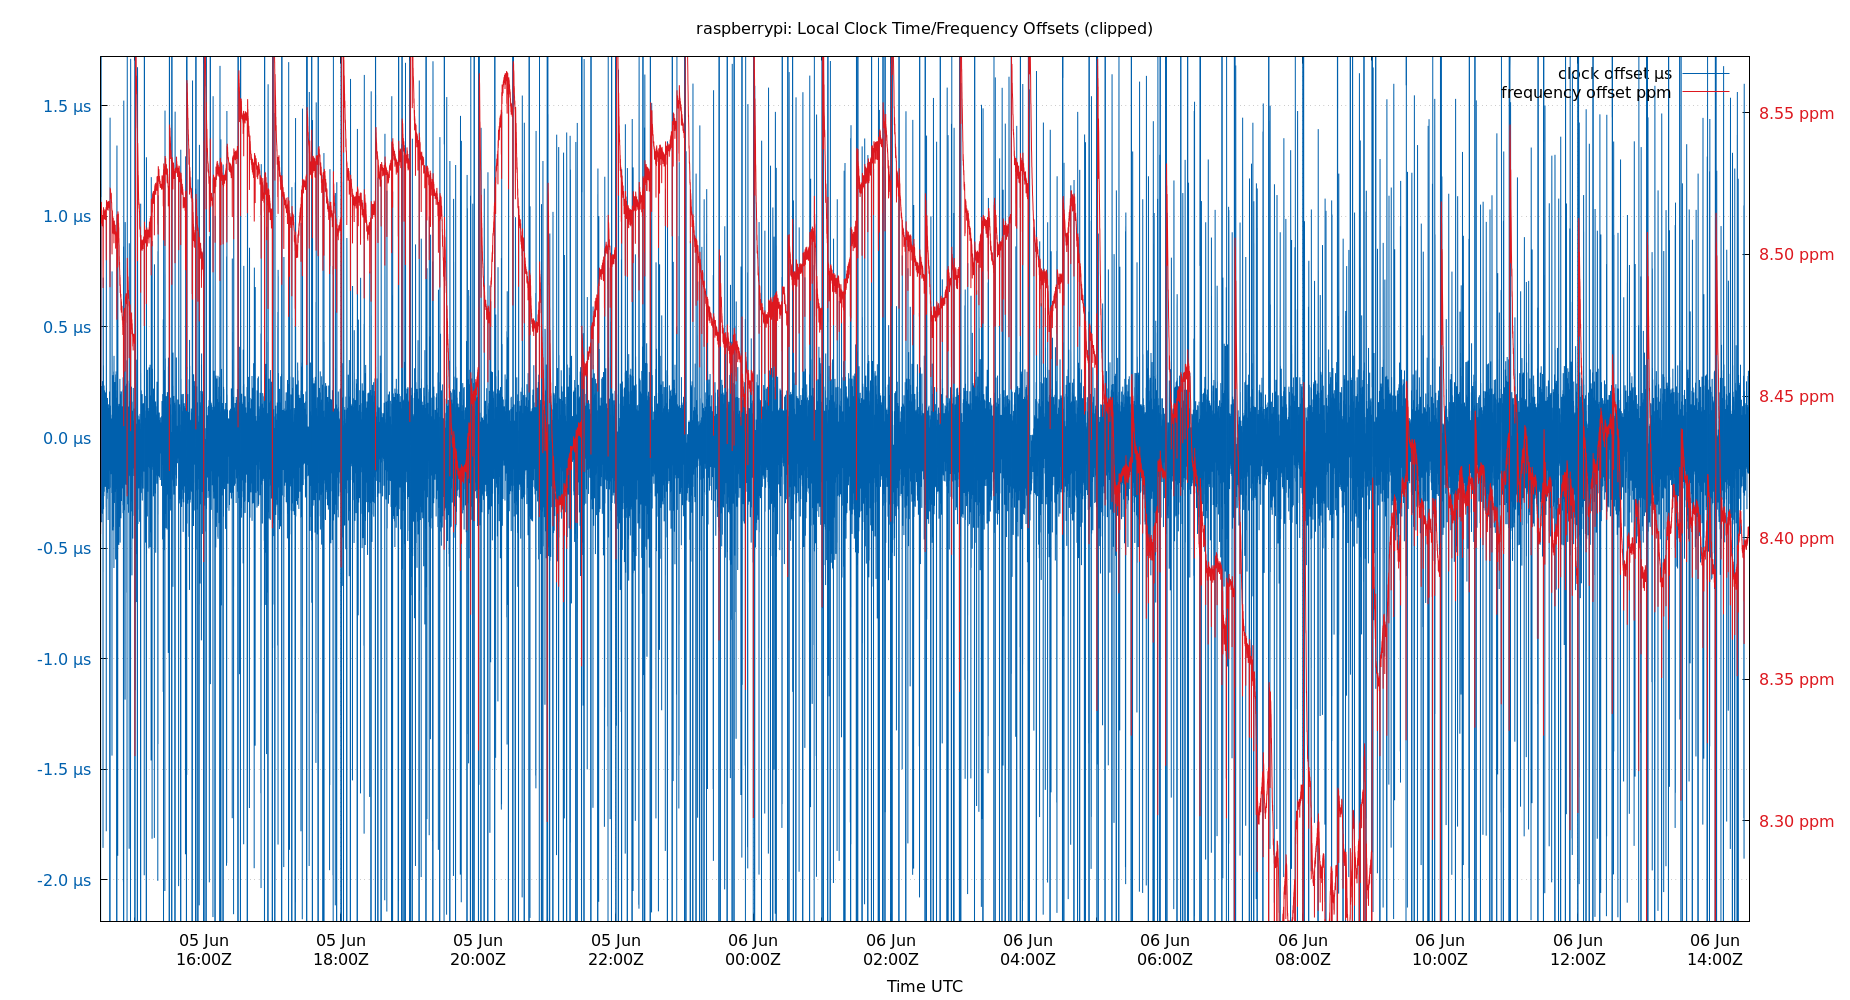 raspberrypi: Local Clock Time/Frequency Offsets (clipped)
clock offset µs
frequency offset ppm
1.5 µs
1.0 µs
0.5 µs
0.0 µs
-0.5 µs
-1.0 µs
-1.5 µs
-2.0 µs
8.55 ppm
8.50 ppm
8.45 ppm
8.40 ppm
8.35 ppm
8.30 ppm
05 Jun
16:00Z
05 Jun
18:00Z
05 Jun
20:00Z
05 Jun
22:00Z
06 Jun
00:00Z
06 Jun
02:00Z
06 Jun
04:00Z
06 Jun
06:00Z
06 Jun
08:00Z
06 Jun
10:00Z
06 Jun
12:00Z
06 Jun
14:00Z
Time UTC